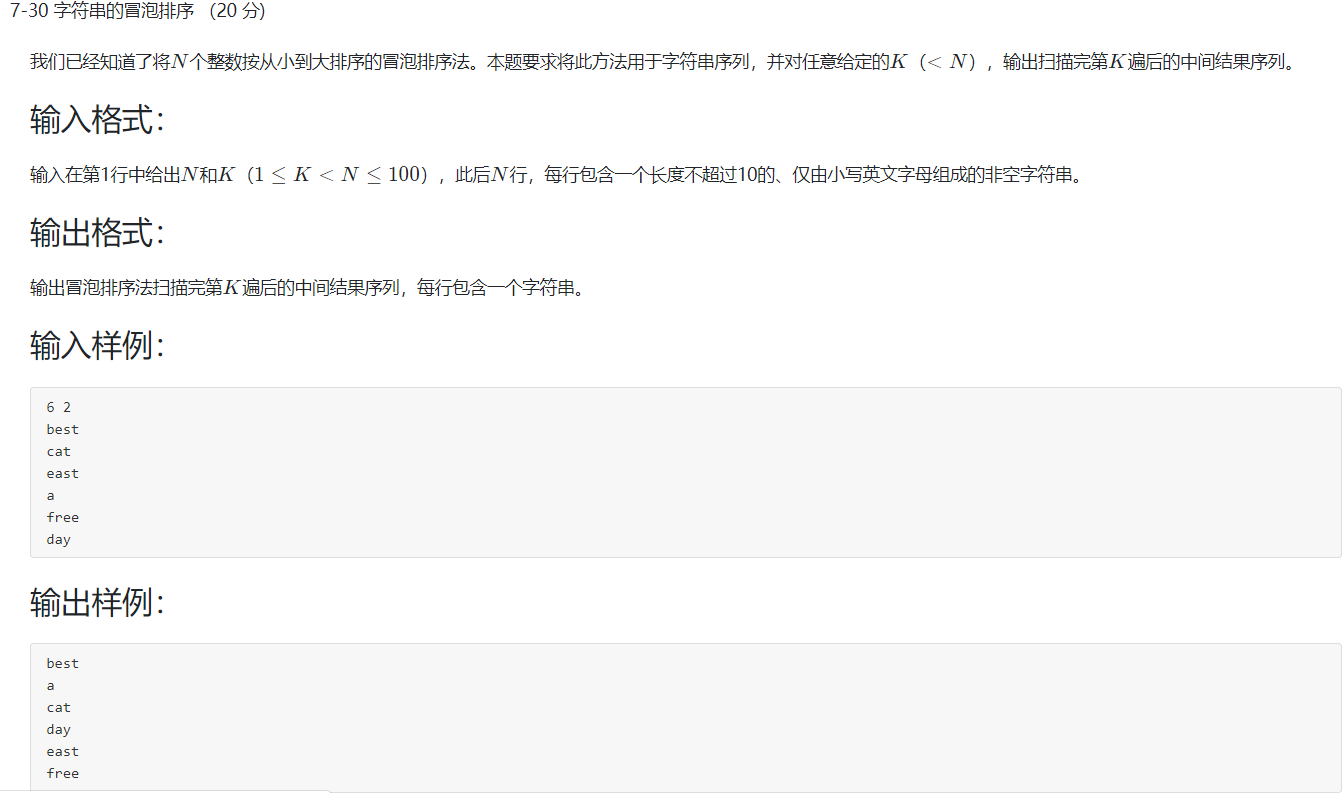 7-30 字符串的冒泡排序 （20 分）
我们已经知道了将N个整数按从小到大排序的冒泡排序法。本题要求将此方法用于字符串序列，并对任意给定的K（< N），输出扫描完第K遍后的中间结果序列。
输入格式：
输入在第1行中给出N和K（1 ≤ K < N ≤ 100），此后N行，每行包含一个长度不超过10的、仅由小写英文字母组成的非空字符串。
输出格式：
输出冒泡排序法扫描完第K遍后的中间结果序列，每行包含一个字符串。
输入样例：
6 2
best
cat
east
a
free
day
输出样例：
best
a
cat
day
east
free